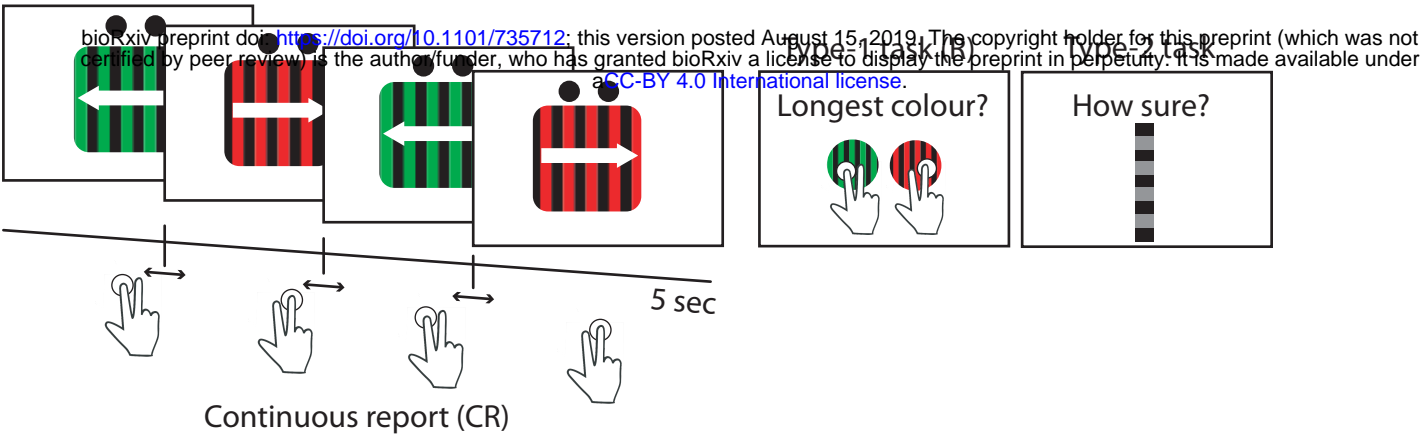 bioRxiv preprint doi: https://doi.org/10.1101/735712; this version posted August 15, 2019. The copyright holder for this preprint (which was not
certified by peer review) is the author/funder, who has granted bioRxiv a license to display the preprint in perpetuity. It is made available under
aCC-BY 4.0 International license.
Type-1 task (R)
Type-2 task
Longest colour?
How sure?
5 sec
Continuous report (CR)